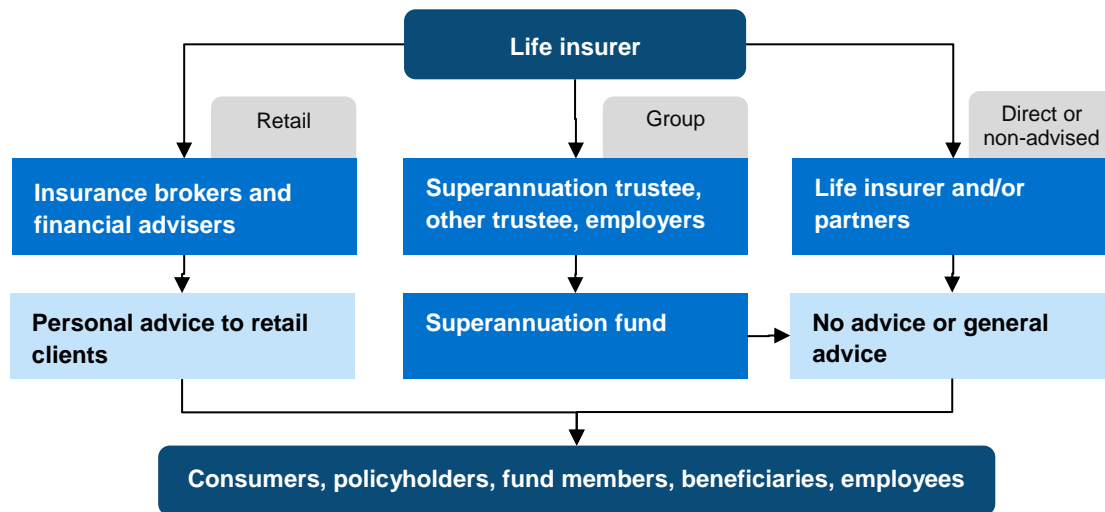 Life insurer
Retail
Group
Direct or
non-advised
Insurance brokers and
financial advisers
Superannuation trustee,
other trustee, employers
Life insurer and/or
partners
Personal advice to retail
clients
Superannuation fund
No advice or general
advice
Consumers, policyholders, fund members, beneficiaries, employees